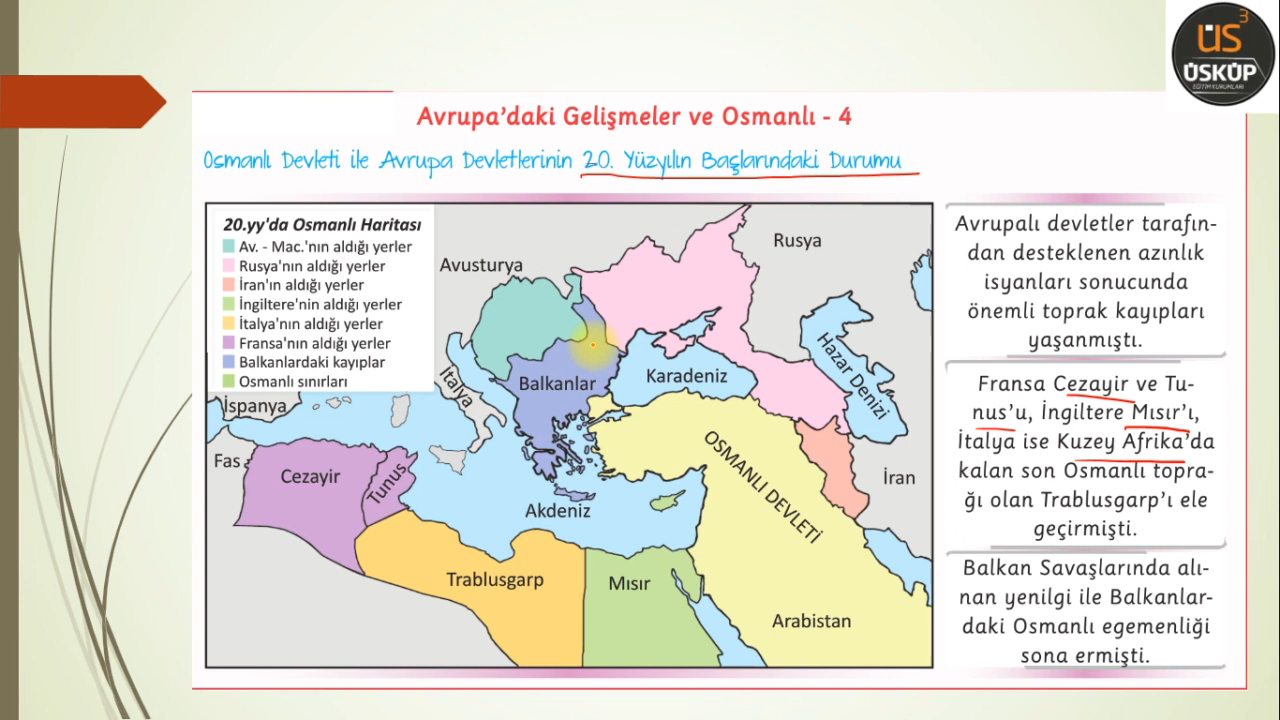 ÜS3
ÜSKÜP
EĞİTİM KURUMLARI
Avrupa'daki Gelişmeler ve Osmanlı - 4
Osmanlı Devleti ile Avrupa Devletlerinin 20. Yüzyılın Başlarındaki Durumu
20.yy'da Osmanlı Haritası
Av. - Mac.'nın aldığı yerler
Rusya'nın aldığı yerler
İran'ın aldığı yerler
İngiltere'nin aldığı yerler
İtalya'nın aldığı yerler
Fransa'nın aldığı yerler
Balkanlardaki kayıplar
Osmanlı sınırları
Avusturya
Rusya
Hazar Denizi
Karadeniz
Balkanlar
İtalya
İspanya
Fas
Cezayir
Tunus
Akdeniz
OSMANLI DEVLETİ
İran
Trablusgarp
Mısır
Arabistan
Avrupalı devletler tarafın-
dan desteklenen azınlık
isyanları sonucunda
önemli toprak kayıpları
yaşanmıştı.
Fransa Cezayir ve Tu-
nus'u, İngiltere Mısır'ı,
İtalya ise Kuzey Afrika'da
kalan son Osmanlı topra-
ğı olan Trablusgarp'ı ele
geçirmişti.
Balkan Savaşlarında alı-
nan yenilgi ile Balkanlar-
daki Osmanlı egemenliği
sona ermişti.